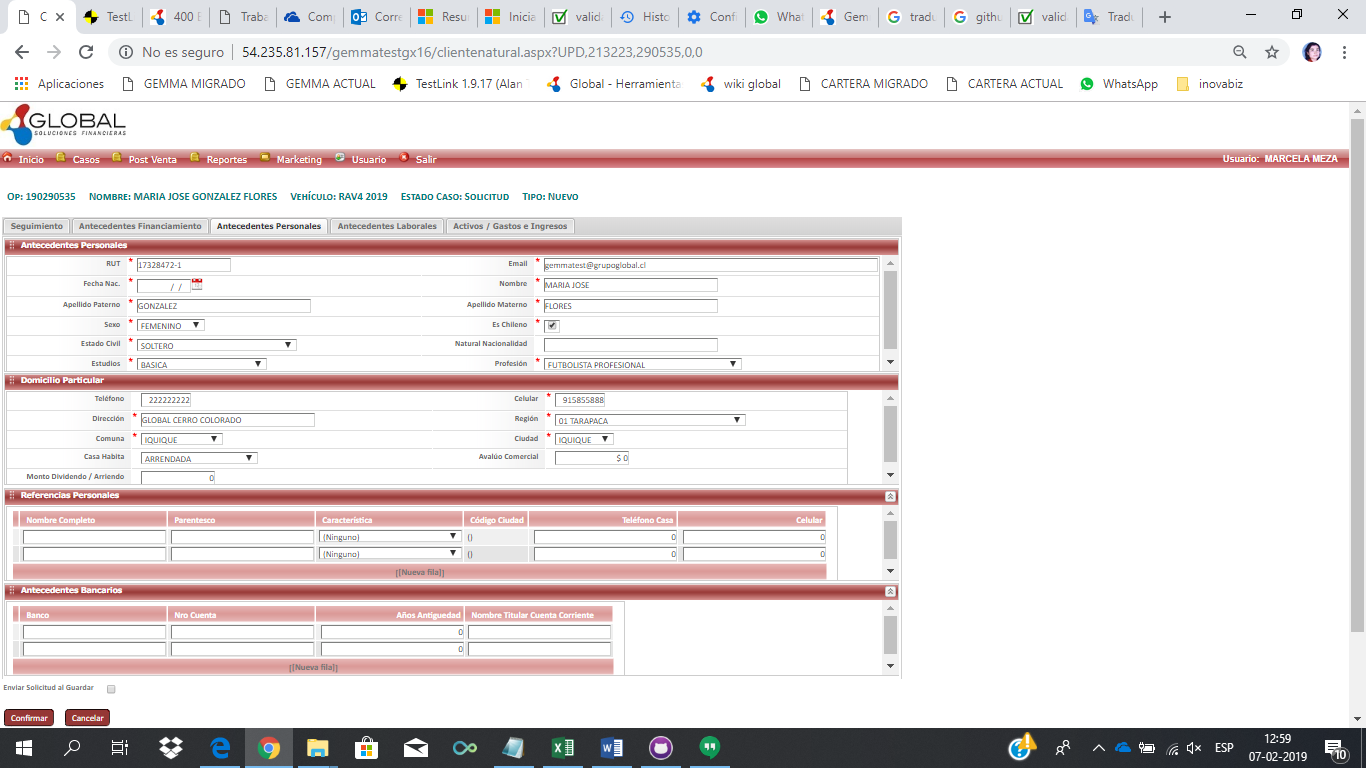 C
TestL
400 E
Traba
Com
Corre
Resu
Inicia
valid
Histo
Confi
What
Gem
tradu
githu
valid
Tradu
No es seguro | 54.235.81.157/gemmatestgx16/clientenatural.aspx?UPD,213223,290535,0,0
Aplicaciones GEMMA MIGRADO GEMMA ACTUAL TestLink 1.9.17 (Alan Global - Herramienta wiki global CARTERA MIGRADO CARTERA ACTUAL WhatsApp inovabiz
GLOBAL
SOLUCIONES FINANCIERAS
Inicio Casos Post Venta Reportes Marketing Usuario Salir Usuario: MARCELA MEZA
Op: 190290535 Nombre: MARIA JOSE GONZALEZ FLORES Vehículo: RAV4 2019 Estado Caso: Solicitud Tipo: Nuevo
Seguimiento Antecedentes Financiamiento Antecedentes Personales Antecedentes Laborales Activos / Gastos e Ingresos
Antecedentes Personales
RUT * 17328472-1 Email * gemmatest@grupoglobal.cl
Fecha Nac. * / / Nombre * MARIA JOSE
Apellido Paterno * GONZALEZ Apellido Materno * FLORES
Sexo * FEMENINO Es Chileno *
Estado Civil * SOLTERO Natural Nacionalidad
Estudios * BASICA Profesión * FUTBOLISTA PROFESIONAL
Domicilio Particular
Teléfono 222222222 Celular * 915855888
Dirección * GLOBAL CERRO COLORADO Región * 01 TARAPACA
Comuna * IQUIQUE Ciudad * IQUIQUE
Casa Habita ARRENDADA Avalúo Comercial $ 0
Monto Dividendo / Arriendo 0
Referencias Personales
Nombre Completo Parentesco Característica Código Ciudad Teléfono Casa Celular
(Ninguno) () 0 0
(Ninguno) () 0 0
[[Nueva fila]]
Antecedentes Bancarios
Banco Nro Cuenta Años Antiguedad Nombre Titular Cuenta Corriente
0
0
[[Nueva fila]]
Enviar Solicitud al Guardar
Confirmar Cancelar
ESP 12:59
07-02-2019
10